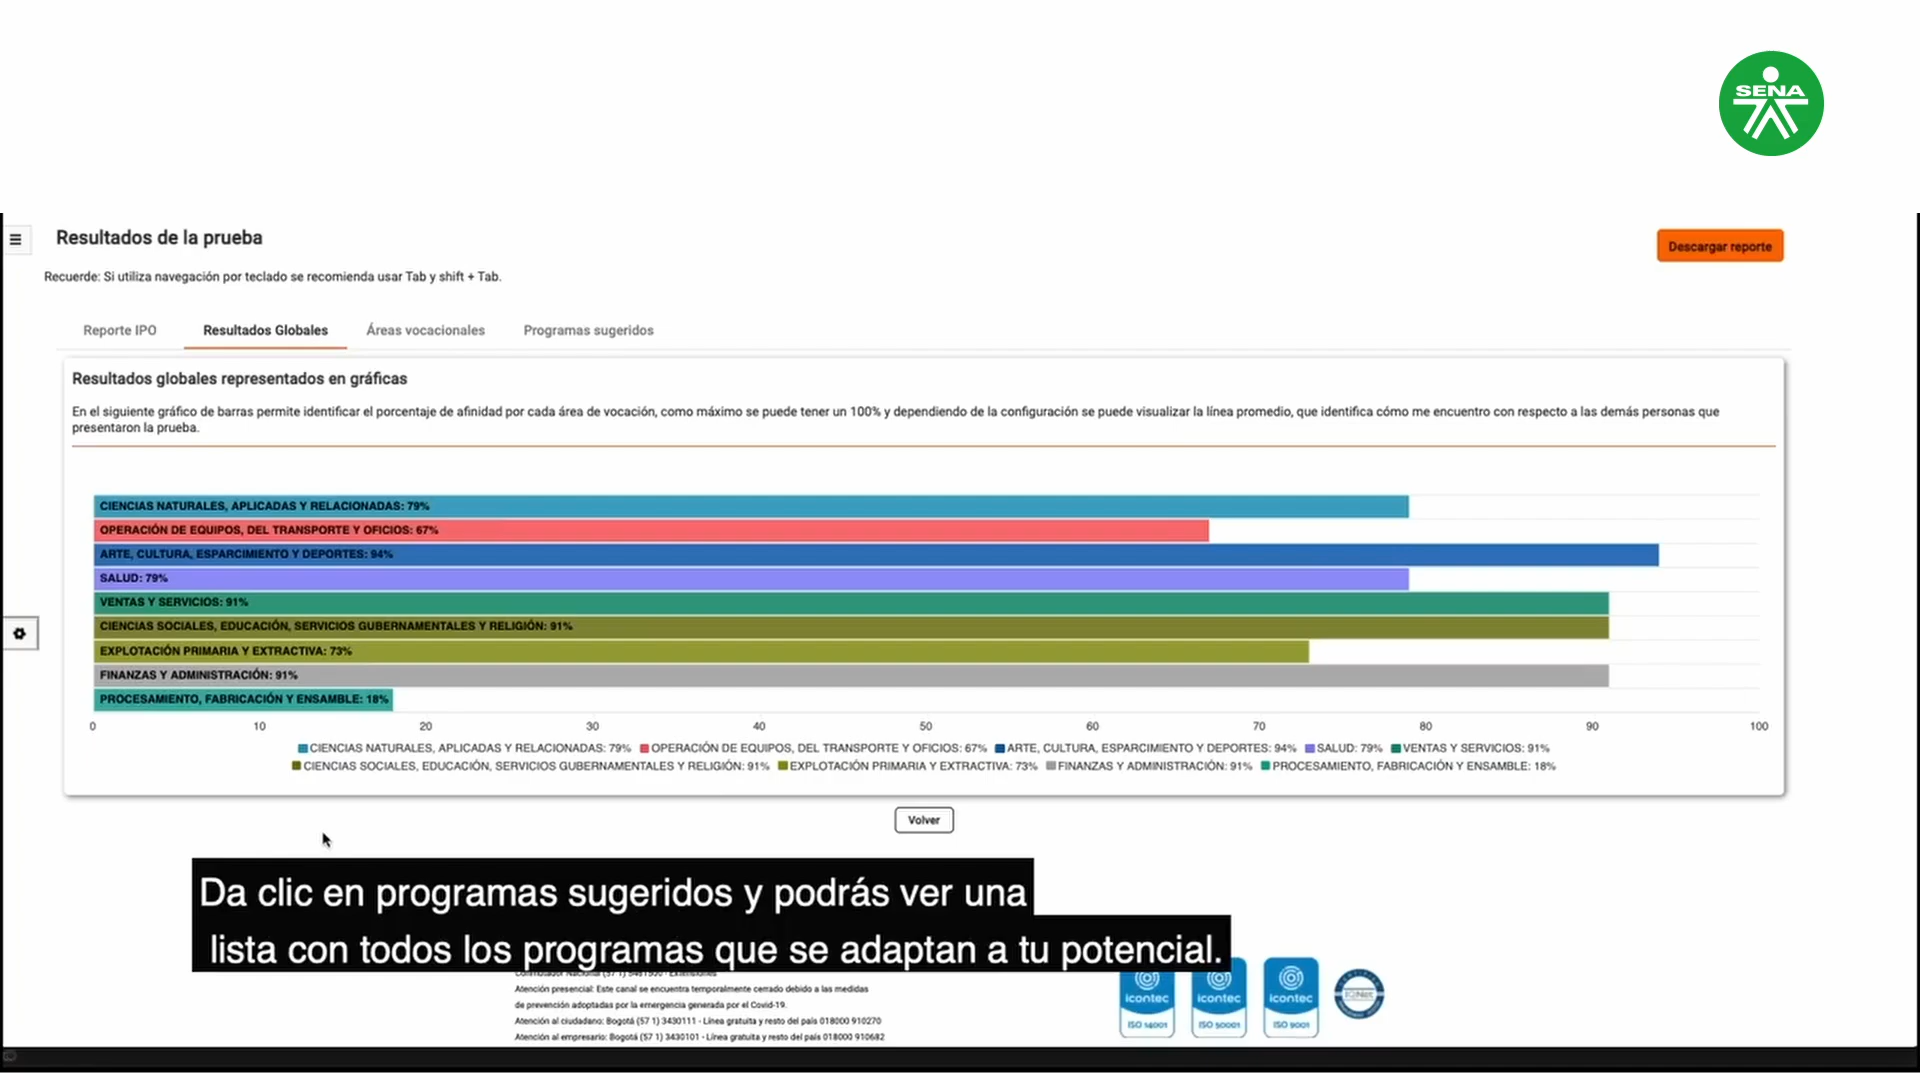 SENA
Resultados de la prueba
Descargar reporte
Recuerde: Si utiliza navegación por teclado se recomienda usar Tab y shift + Tab.
Reporte IPO
Resultados Globales
Áreas vocacionales
Programas sugeridos
Resultados globales representados en gráficas
En el siguiente gráfico de barras permite identificar el porcentaje de afinidad por cada área de vocación, como máximo se puede tener un 100% y dependiendo de la configuración se puede visualizar la línea promedio, que identifica cómo me encuentro con respecto a las demás personas que
presentaron la prueba.
CIENCIAS NATURALES, APLICADAS Y RELACIONADAS: 79%
OPERACIÓN DE EQUIPOS, DEL TRANSPORTE Y OFICIOS: 67%
ARTE, CULTURA, ESPARCIMIENTO Y DEPORTES: 94%
SALUD: 79%
VENTAS Y SERVICIOS: 91%
CIENCIAS SOCIALES, EDUCACIÓN, SERVICIOS GUBERNAMENTALES Y RELIGIÓN: 91%
EXPLOTACIÓN PRIMARIA Y EXTRACTIVA: 73%
FINANZAS Y ADMINISTRACIÓN: 91%
PROCESAMIENTO, FABRICACIÓN Y ENSAMBLE: 18%
0 10 20 30 40 50 60 70 80 90 100
CIENCIAS NATURALES, APLICADAS Y RELACIONADAS: 79% OPERACIÓN DE EQUIPOS, DEL TRANSPORTE Y OFICIOS: 67% ARTE, CULTURA, ESPARCIMIENTO Y DEPORTES: 94% SALUD: 79% VENTAS Y SERVICIOS: 91%
CIENCIAS SOCIALES, EDUCACIÓN, SERVICIOS GUBERNAMENTALES Y RELIGIÓN: 91% EXPLOTACIÓN PRIMARIA Y EXTRACTIVA: 73% FINANZAS Y ADMINISTRACIÓN: 91% PROCESAMIENTO, FABRICACIÓN Y ENSAMBLE: 18%
Volver
Da clic en programas sugeridos y podrás ver una
lista con todos los programas que se adaptan a tu potencial.
Atención presencial: Este canal se encuentra temporalmente cerrado debido a las medidas
de prevención adoptadas por la emergencia generada por el Covid-19.
Atención al ciudadano: Bogotá (57 1) 3430111 - Línea gratuita y resto del país 018000 910270
Atención al empresario: Bogotá (57 1) 3430101 - Línea gratuita y resto del país 018000 910682
icontec
ISO 14001
icontec
ISO 50001
icontec
ISO 9001
IQNet